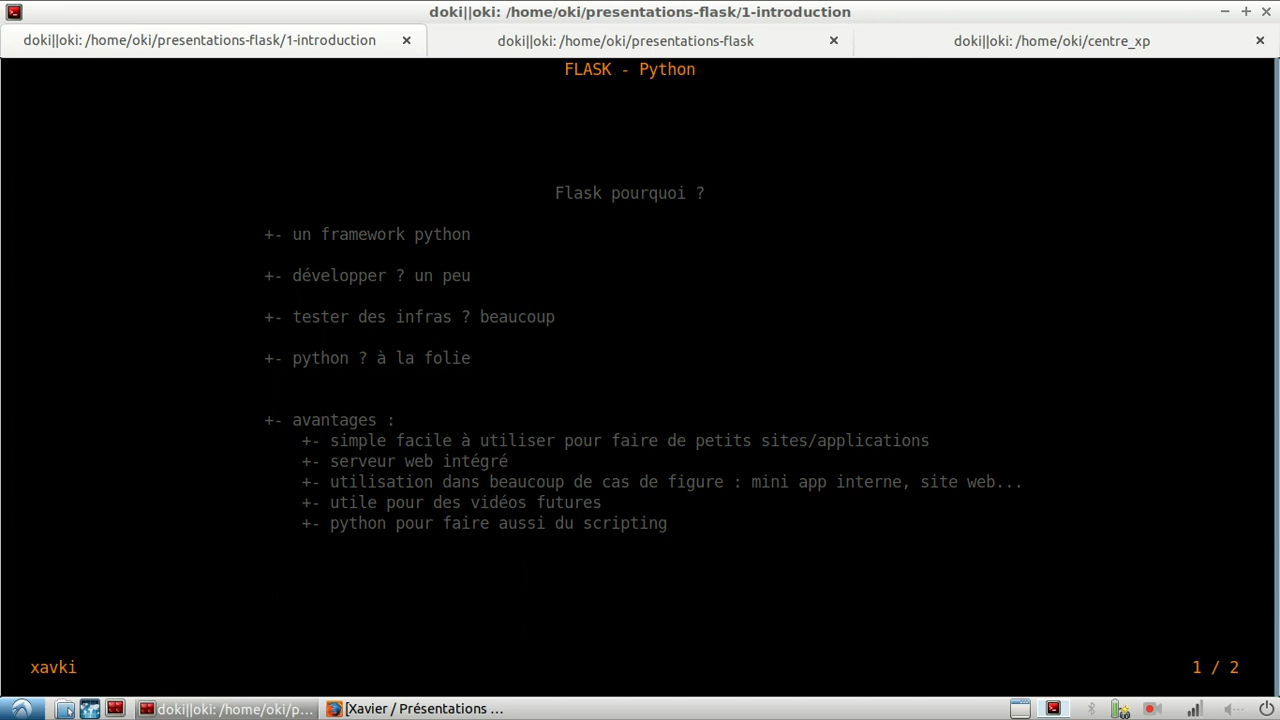 doki||oki: /home/oki/presentations-flask/1-introduction
doki||oki: /home/oki/presentations-flask/1-introduction
doki||oki: /home/oki/presentations-flask
doki||oki: /home/oki/centre_xp
FLASK - Python
Flask pourquoi ?
+- un framework python
+- développer ? un peu
+- tester des infras ? beaucoup
+- python ? à la folie
+- avantages :
+- simple facile à utiliser pour faire de petits sites/applications
+- serveur web intégré
+- utilisation dans beaucoup de cas de figure : mini app interne, site web...
+- utile pour des vidéos futures
+- python pour faire aussi du scripting
xavki
1 / 2
doki||oki: /home/oki/p...
[Xavier / Présentations ...